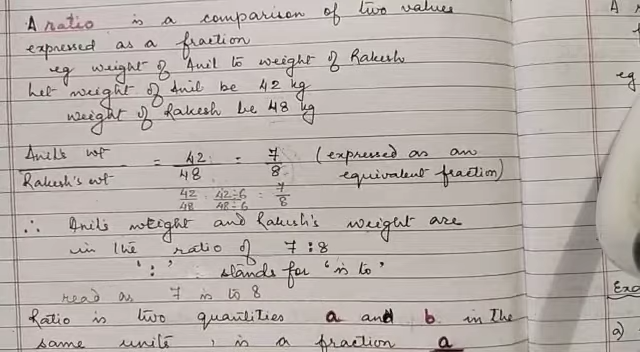 A ratio is a comparison of two values
expressed as a fraction
eg weight of Anil to weight of Rakesh
Let weight of Anil be 42 kg
weight of Rakesh be 48 kg
Anil's wt / Rakesh's wt = 42/48 = 7/8 (expressed as an equivalent fraction)
42/48 42÷6/48÷6 = 7/8
∴ Anil's weight and Rakesh's weight are
in the ratio of 7:8
':' stands for 'is to'
read as 7 is to 8
Ratio is two quantities a and b in the
same units, is a fraction a
A
eg
Exa
a)